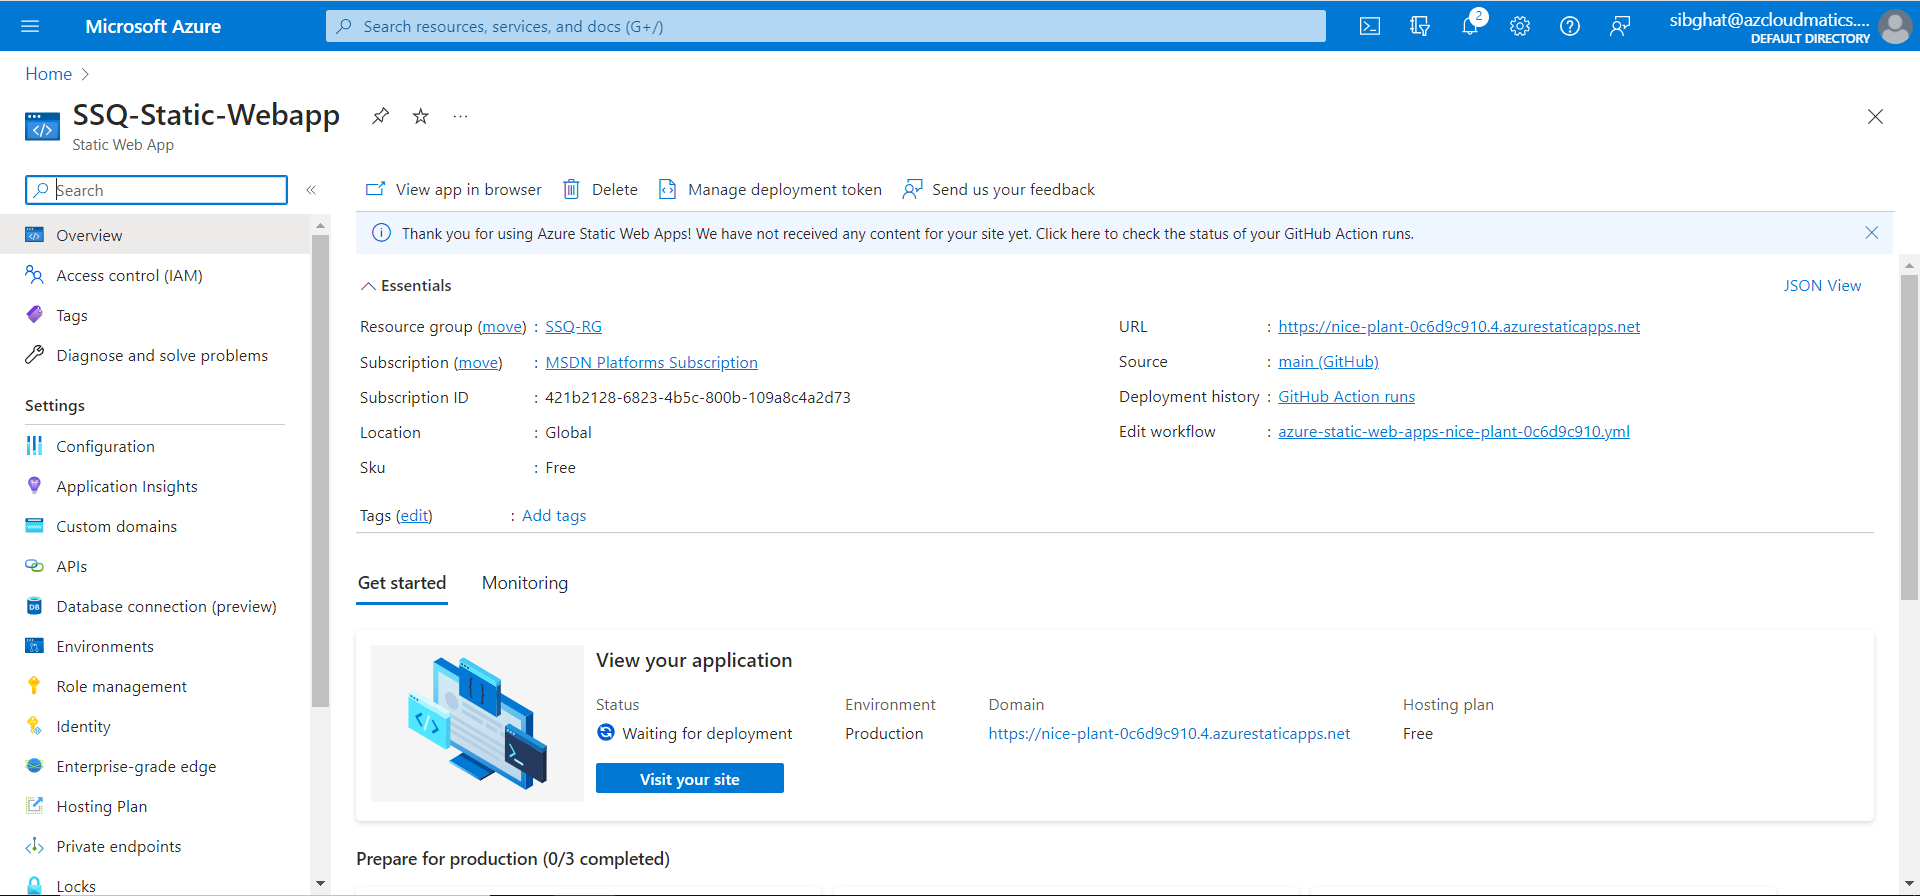 Microsoft Azure
Search resources, services, and docs (G+/)
2
sibghat@azcloudmatics....
DEFAULT DIRECTORY
Home
SSQ-Static-Webapp
Static Web App
Search
View app in browser
Delete
Manage deployment token
Send us your feedback
Thank you for using Azure Static Web Apps! We have not received any content for your site yet. Click here to check the status of your GitHub Action runs.
Overview
Access control (IAM)
Tags
Diagnose and solve problems
Settings
Configuration
Application Insights
Custom domains
APIs
Database connection (preview)
Environments
Role management
Identity
Enterprise-grade edge
Hosting Plan
Private endpoints
Locks
Essentials
JSON View
Resource group (move) : SSQ-RG
Subscription (move) : MSDN Platforms Subscription
Subscription ID : 421b2128-6823-4b5c-800b-109a8c4a2d73
Location : Global
Sku : Free
URL : https://nice-plant-0c6d9c910.4.azurestaticapps.net
Source : main (GitHub)
Deployment history : GitHub Action runs
Edit workflow : azure-static-web-apps-nice-plant-0c6d9c910.yml
Tags (edit) : Add tags
Get started
Monitoring
View your application
Status
Waiting for deployment
Environment
Production
Domain
https://nice-plant-0c6d9c910.4.azurestaticapps.net
Hosting plan
Free
Visit your site
Prepare for production (0/3 completed)